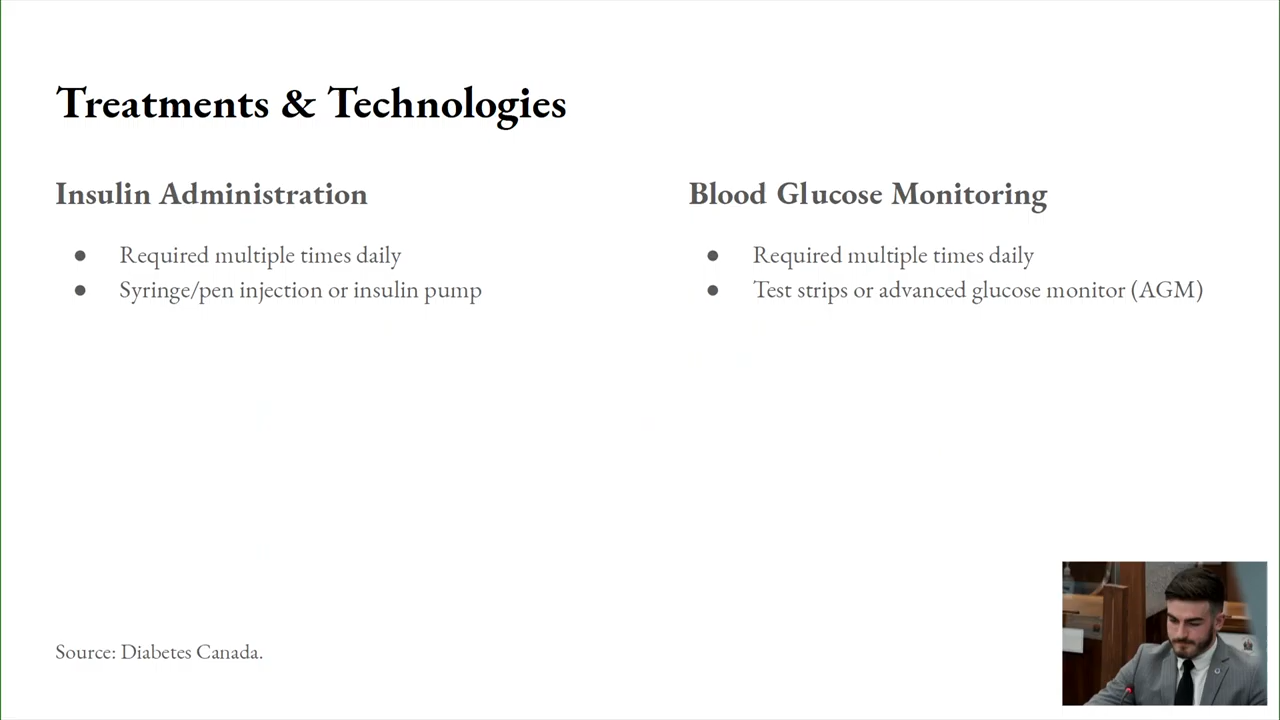 Treatments & Technologies
Insulin Administration
● Required multiple times daily
● Syringe/pen injection or insulin pump
Blood Glucose Monitoring
● Required multiple times daily
● Test strips or advanced glucose monitor (AGM)
Source: Diabetes Canada.